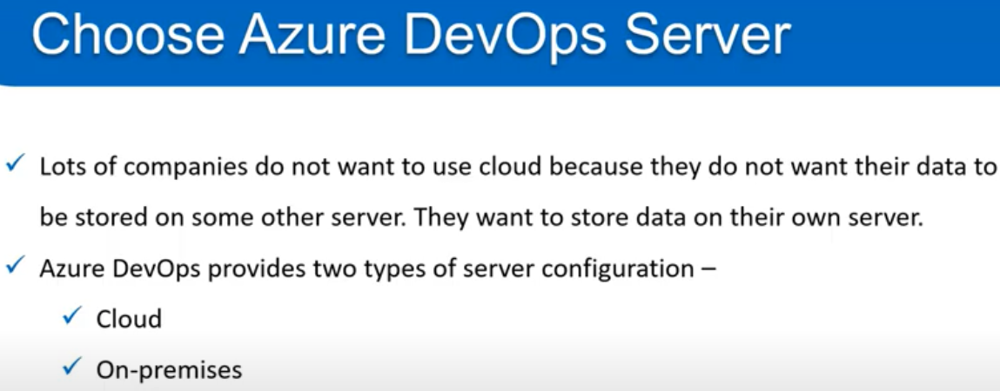 Choose Azure DevOps Server
✓ Lots of companies do not want to use cloud because they do not want their data to
be stored on some other server. They want to store data on their own server.
✓ Azure DevOps provides two types of server configuration –
✓ Cloud
✓ On-premises